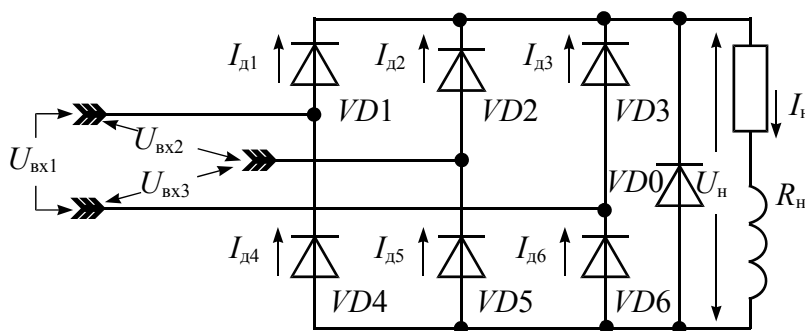 Iд1
Iд2
Iд3
VD1
VD2
VD3
Iн
Uвх1
Uвх2
Uвх3
VD0
Uн
Rн
Iд4
Iд5
Iд6
VD4
VD5
VD6